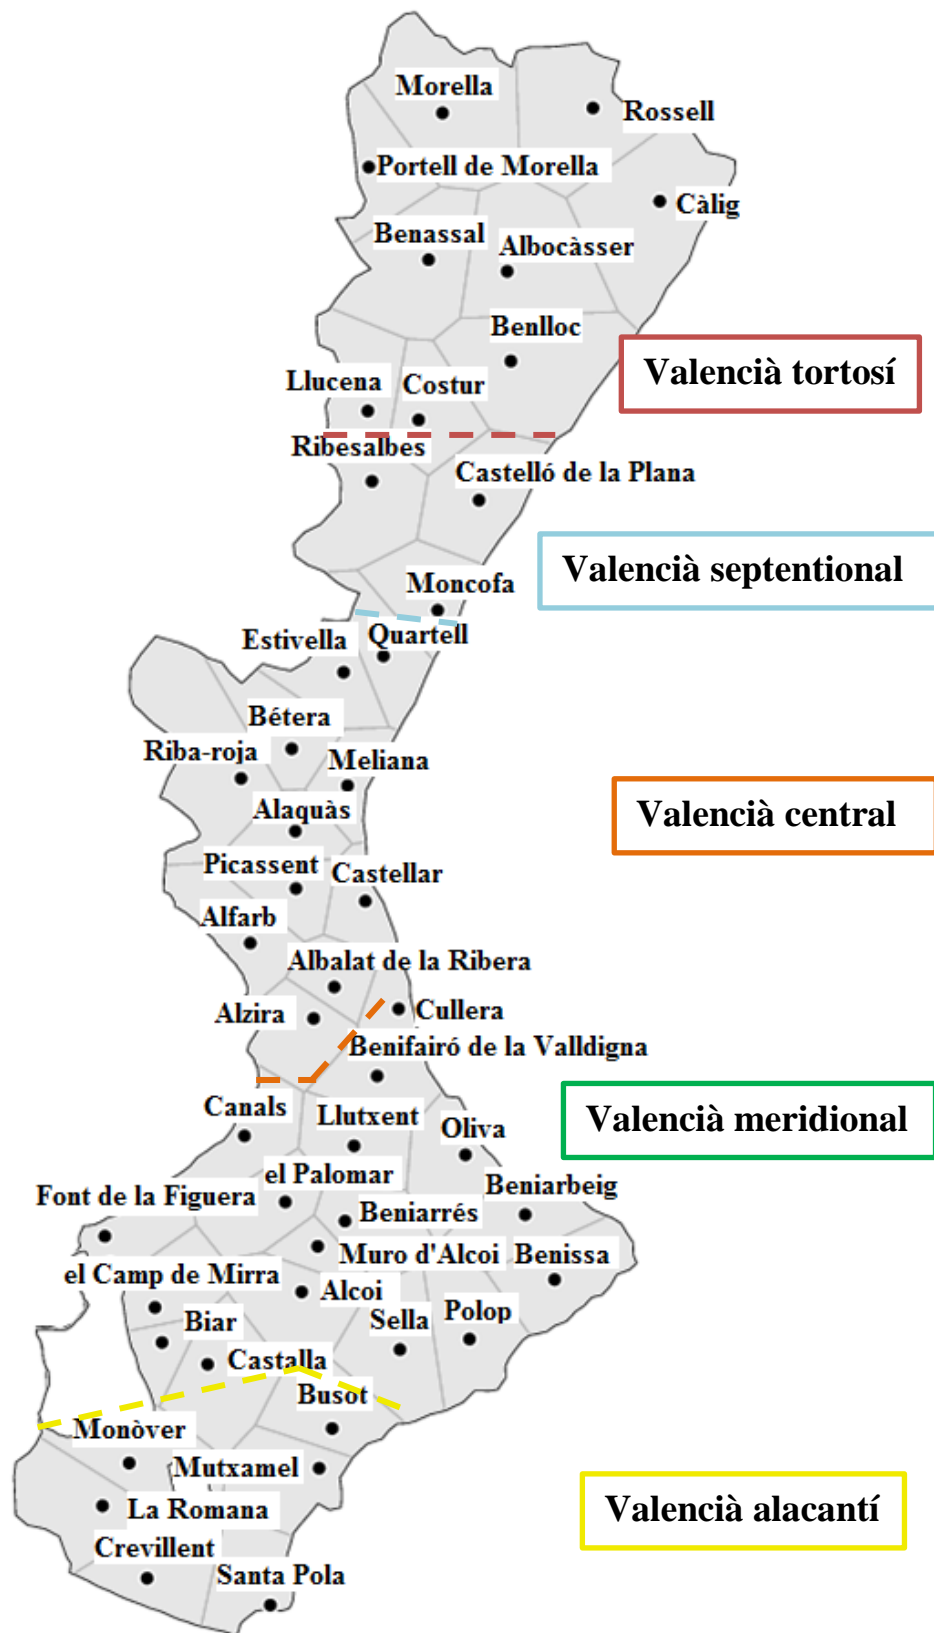 Morella
Rossell
Portell de Morella
Càlig
Benassal
Albocàsser
Benlloc
Valencià tortosí
Llucena
Costur
Ribesalbes
Castelló de la Plana
Valencià septentional
Moncofa
Estivella
Quartell
Bétera
Riba-roja
Meliana
Alaquàs
Valencià central
Picassent
Castellar
Alfarb
Albalat de la Ribera
Alzira
Cullera
Benifairó de la Valldigna
Canals
Llutxent
Oliva
Valencià meridional
el Palomar
Font de la Figuera
Beniarbeig
Beniarrés
Muro d'Alcoi
Benissa
el Camp de Mirra
Alcoi
Biar
Sella
Polop
Castalla
Busot
Monòver
Mutxamel
La Romana
Valencià alacantí
Crevillent
Santa Pola